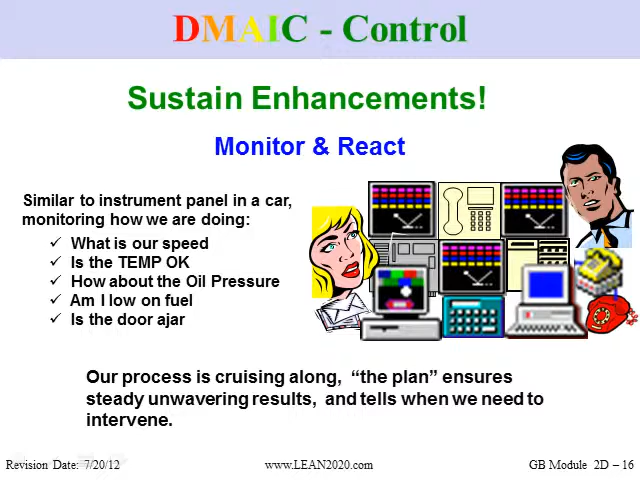 DMAIC - Control
Sustain Enhancements!
Monitor & React
Similar to instrument panel in a car,
monitoring how we are doing:
✓ What is our speed
✓ Is the TEMP OK
✓ How about the Oil Pressure
✓ Am I low on fuel
✓ Is the door ajar
Our process is cruising along, “the plan” ensures
steady unwavering results, and tells when we need to
intervene.
Revision Date: 7/20/12 www.LEAN2020.com GB Module 2D – 16